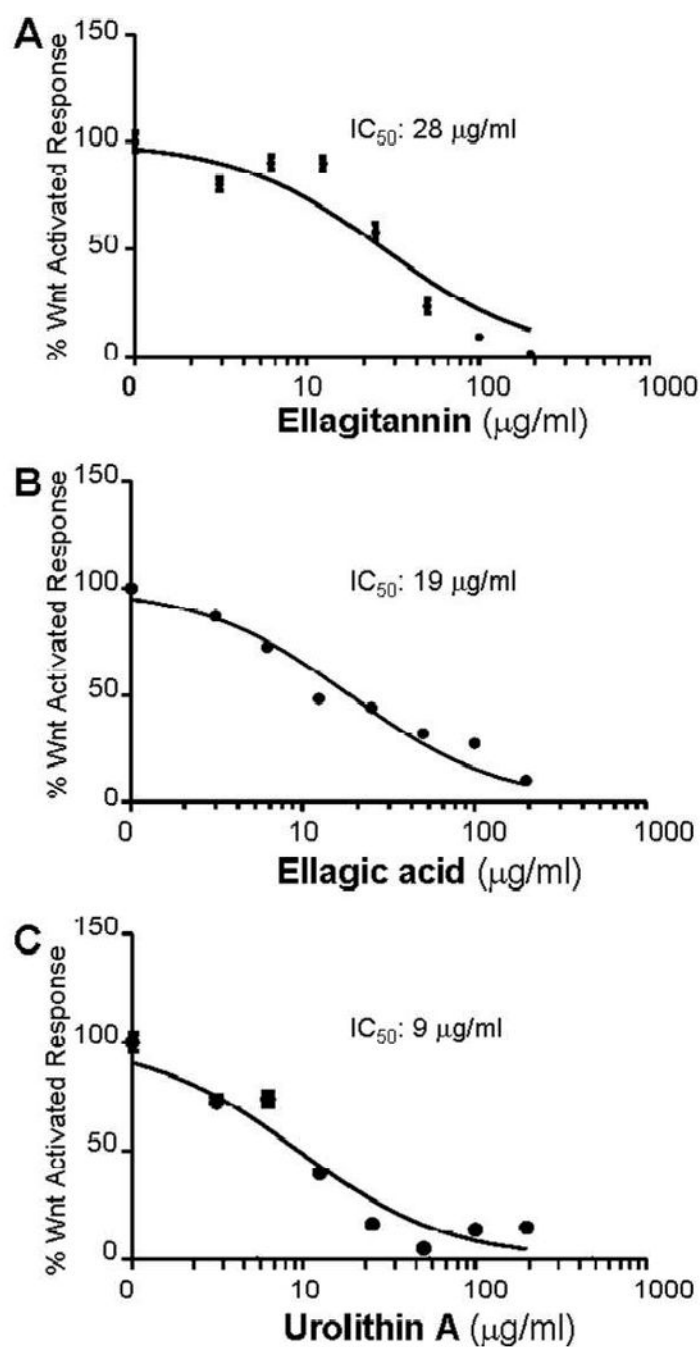 A
150
100
50
0
% Wnt Activated Response
IC50: 28 μg/ml
0 10 100 1000
Ellagitannin (μg/ml)
B
150
100
50
0
% Wnt Activated Response
IC50: 19 μg/ml
0 10 100 1000
Ellagic acid (μg/ml)
C
150
100
50
0
% Wnt Activated Response
IC50: 9 μg/ml
0 10 100 1000
Urolithin A (μg/ml)